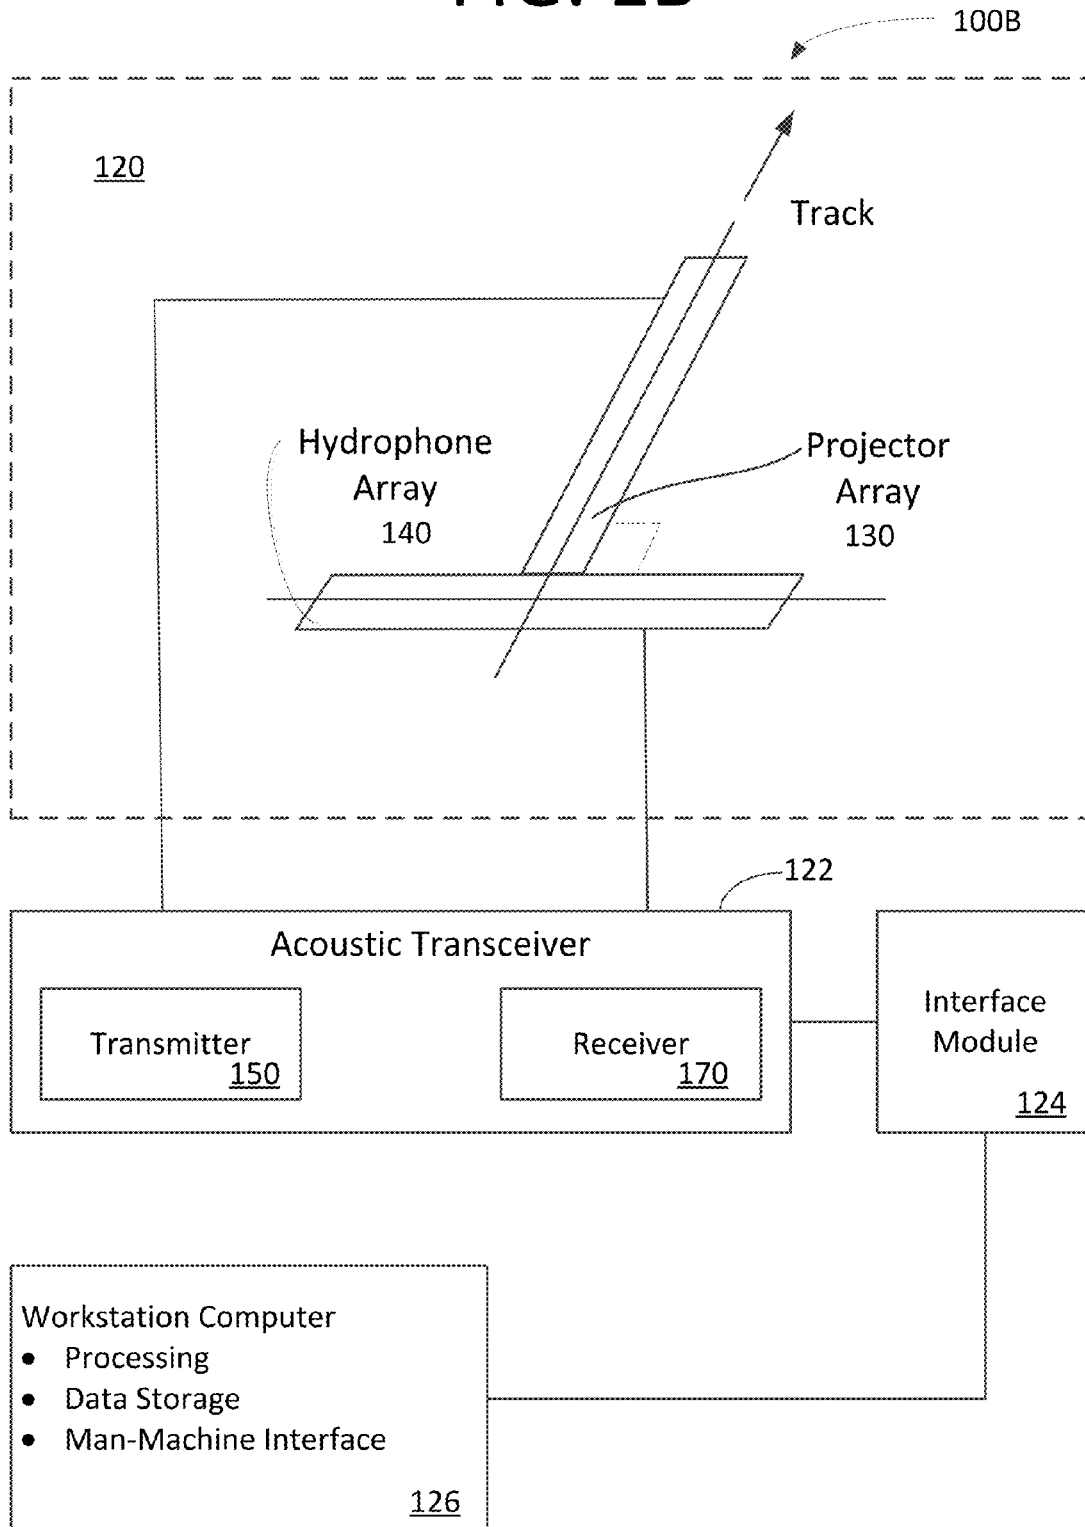 100B
120
Track
Hydrophone
Array
140
Projector
Array
130
122
Acoustic Transceiver
Transmitter
150
Receiver
170
Interface
Module
124
Workstation Computer
• Processing
• Data Storage
• Man-Machine Interface
126